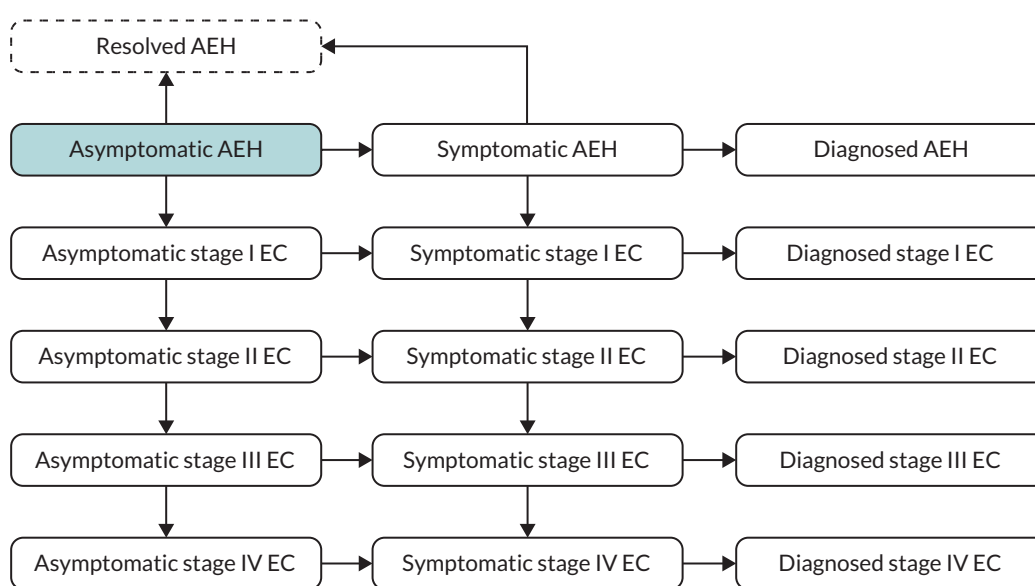 Resolved AEH
Asymptomatic AEH
Symptomatic AEH
Diagnosed AEH
Asymptomatic stage I EC
Symptomatic stage I EC
Diagnosed stage I EC
Asymptomatic stage II EC
Symptomatic stage II EC
Diagnosed stage II EC
Asymptomatic stage III EC
Symptomatic stage III EC
Diagnosed stage III EC
Asymptomatic stage IV EC
Symptomatic stage IV EC
Diagnosed stage IV EC